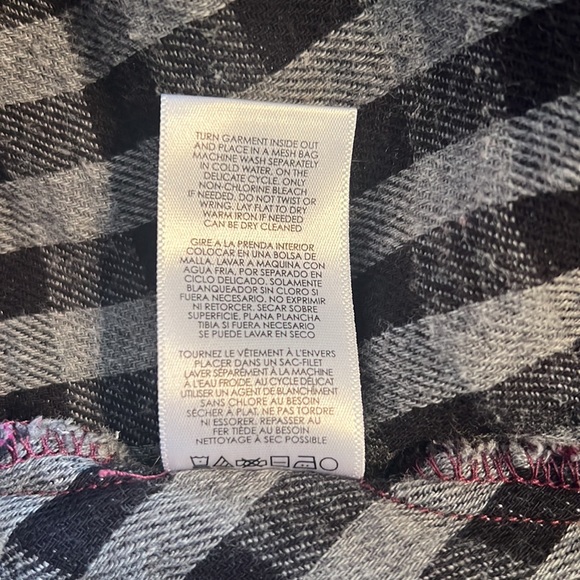 TURN GARMENT INSIDE OUT
AND PLACE IN A MESH BAG
MACHINE WASH SEPARATELY
IN COLD WATER, ON THE
DELICATE CYCLE. ONLY
NON-CHLORINE BLEACH
IF NEEDED. DO NOT TWIST OR
WRING. LAY FLAT TO DRY
WARM IRON IF NEEDED
CAN BE DRY CLEANED
GIRE A LA PRENDA INTERIOR
COLOCAR EN UNA BOLSA DE
MALLA. LAVAR A MAQUINA CON
AGUA FRIA, POR SEPARADO EN
CICLO DELICADO. SOLAMENTE
BLANQUEADOR SIN CLORO SI
FUERA NECESARIO. NO EXPRIMIR
NI RETORCER. SECAR SOBRE
SUPERFICIE. PLANA PLANCHA
TIBIA SI FUERA NECESARIO
SE PUEDE LAVAR EN SECO
TOURNEZ LE VÊTEMENT À L'ENVERS
PLACER DANS UN SAC-FILET
LAVER SÉPARÉMENT À LA MACHINE
À L'EAU FROIDE, AU CYCLE DÉLICAT
UTILISER UN AGENT DE BLANCHIMENT
SANS CHLORE AU BESOIN
SÉCHER À PLAT, NE PAS TORDRE
NI ESSORER. REPASSER AU
FER TIÈDE AU BESOIN
NETTOYAGE À SEC POSSIBLE